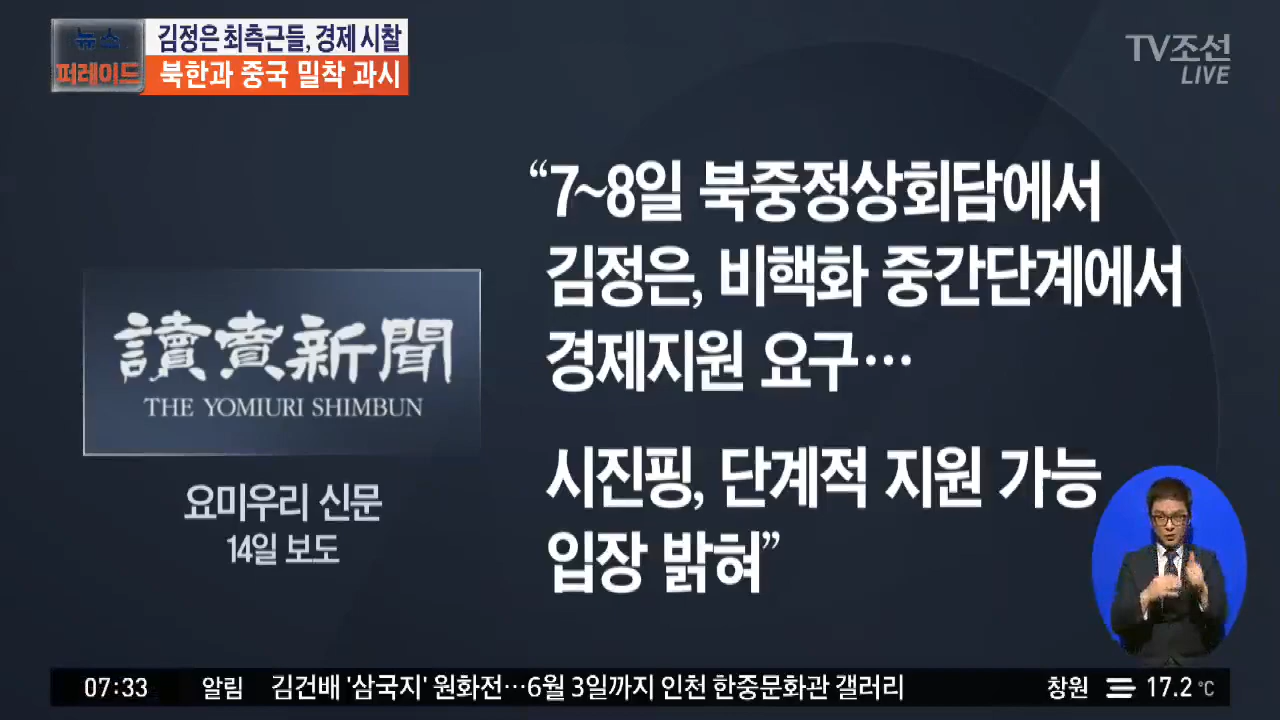 뉴스
퍼레이드
김정은 최측근들, 경제 시찰
북한과 중국 밀착 과시
TV조선
LIVE
“7~8일 북중정상회담에서
김정은, 비핵화 중간단계에서
경제지원 요구…
시진핑, 단계적 지원 가능
입장 밝혀”
讀賣新聞
THE YOMIURI SHIMBUN
요미우리 신문
14일 보도
07:33 알림 김건배 '삼국지' 원화전…6월 3일까지 인천 한중문화관 갤러리 창원 17.2℃